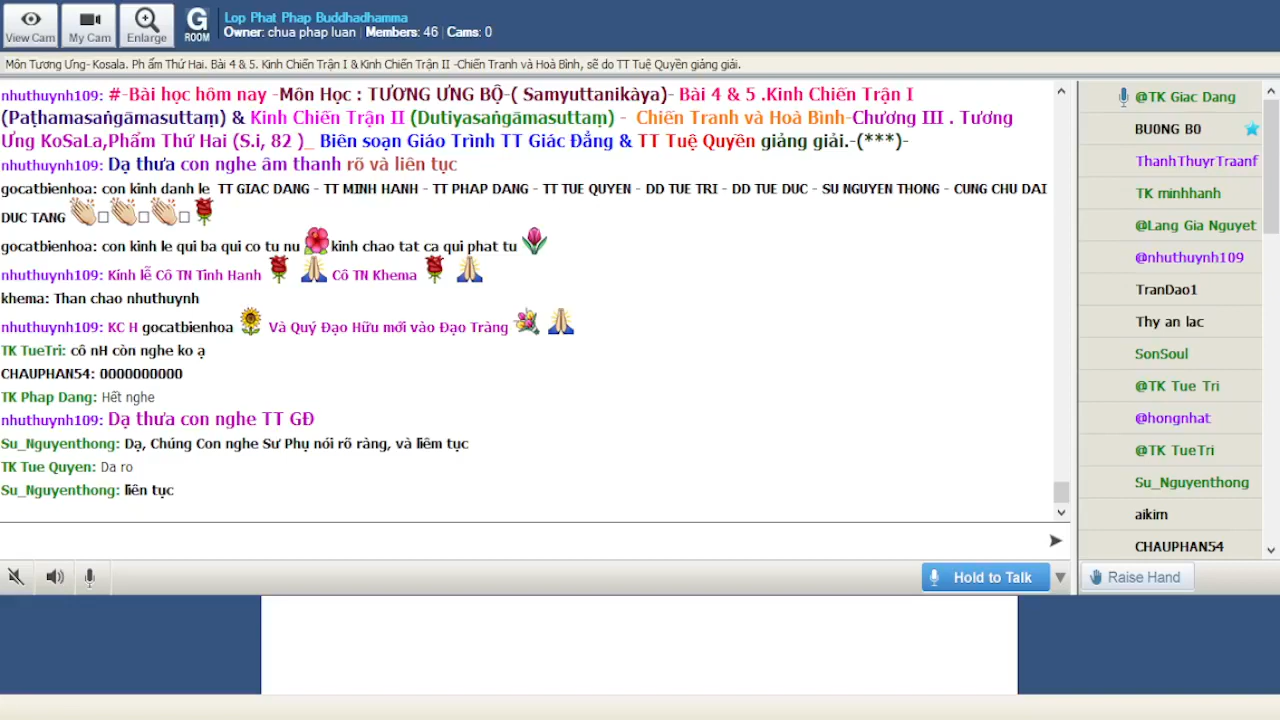 View Cam
My Cam
Enlarge
G
ROOM
Lop Phat Phap Buddhadhamma
Owner: chua phap luan | Members: 46 | Cams: 0
Môn Tương Ưng- Kosala. Ph ẩm Thứ Hai. Bài 4 & 5. Kinh Chiến Trận I & Kinh Chiến Trận II -Chiến Tranh và Hoà Bình, sẽ do TT Tuệ Quyền giảng giải.
nhuthuynh109: #-Bài học hôm nay -Môn Học : TƯƠNG ƯNG BỘ-( Samyuttanikàya)- Bài 4 & 5 .Kinh Chiến Trận I
(Paṭhamasaṅgāmasuttaṃ) & Kinh Chiến Trận II (Dutiyasaṅgāmasuttaṃ) - Chiến Tranh và Hoà Bình-Chương III . Tương
Ưng KoSaLa,Phẩm Thứ Hai (S.i, 82 )_ Biên soạn Giáo Trình TT Giác Đẳng & TT Tuệ Quyền giảng giải.-(***)-
nhuthuynh109: Dạ thưa con nghe âm thanh rõ và liên tục
gocatbienhoa: con kinh danh le TT GIAC DANG - TT MINH HANH - TT PHAP DANG - TT TUE QUYEN - DD TUE TRI - DD TUE DUC - SU NGUYEN THONG - CUNG CHU DAI
DUC TANG
gocatbienhoa: con kinh le qui ba qui co tu nu kinh chao tat ca qui phat tu
nhuthuynh109: Kính lễ Cô TN Tịnh Hạnh Cô TN Khema
khema: Than chao nhuthuynh
nhuthuynh109: KC H gocatbienhoa Và Quý Đạo Hữu mới vào Đạo Tràng
TK TueTri: cô nH còn nghe ko ạ
CHAUPHAN54: 0000000000
TK Phap Dang: Hết nghe
nhuthuynh109: Dạ thưa con nghe TT GĐ
Su_Nguyenthong: Dạ, Chúng Con nghe Sư Phụ nói rõ ràng, và liêm tục
TK Tue Quyen: Da ro
Su_Nguyenthong: liên tục
@TK Giac Dang
BU0NG B0
ThanhThuyrTraanf
TK minhhanh
@Lang Gia Nguyet
@nhuthuynh109
TranDao1
Thy an lac
SonSoul
@TK Tue Tri
@hongnhat
@TK TueTri
Su_Nguyenthong
aikim
CHAUPHAN54
Hold to Talk
Raise Hand